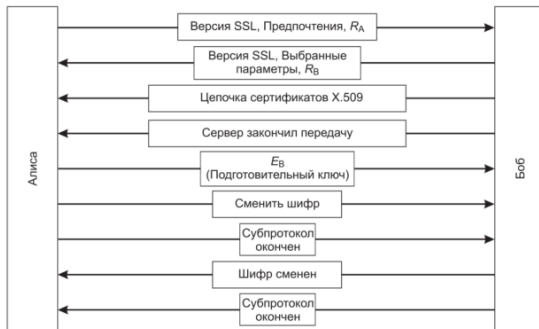 Версия SSL, Предпочтения, RA
Версия SSL, Выбранные
параметры, RB
Цепочка сертификатов X.509
Сервер закончил передачу
EB
(Подготовительный ключ)
Сменить шифр
Субпротокол
окончен
Шифр сменен
Субпротокол
окончен
Алиса
Боб